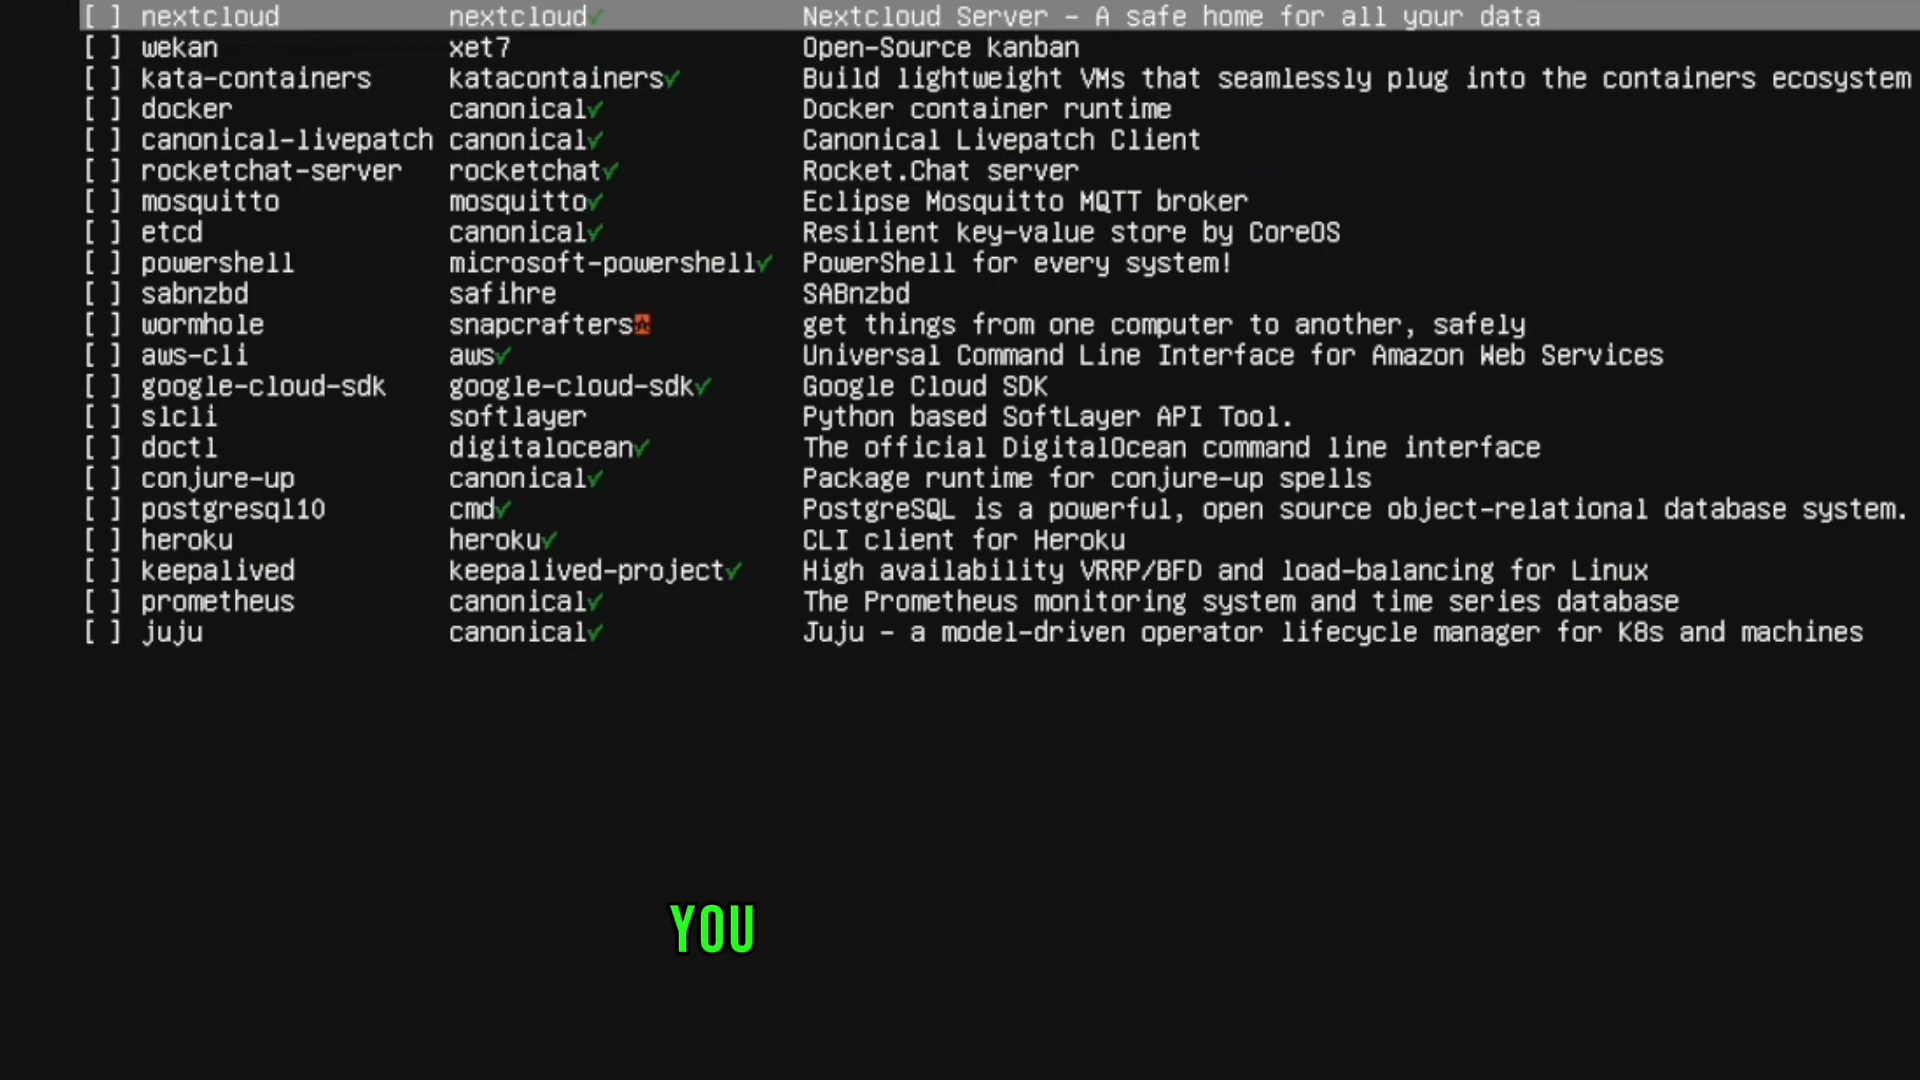 [ ] nextcloud nextcloud✓ Nextcloud Server - A safe home for all your data
[ ] wekan xet7 Open-Source kanban
[ ] kata-containers katacontainers✓ Build lightweight VMs that seamlessly plug into the containers ecosystem
[ ] docker canonical✓ Docker container runtime
[ ] canonical-livepatch canonical✓ Canonical Livepatch Client
[ ] rocketchat-server rocketchat✓ Rocket.Chat server
[ ] mosquitto mosquitto✓ Eclipse Mosquitto MQTT broker
[ ] etcd canonical✓ Resilient key-value store by CoreOS
[ ] powershell microsoft-powershell✓ PowerShell for every system!
[ ] sabnzbd safihre SABnzbd
[ ] wormhole snapcrafters get things from one computer to another, safely
[ ] aws-cli aws✓ Universal Command Line Interface for Amazon Web Services
[ ] google-cloud-sdk google-cloud-sdk✓ Google Cloud SDK
[ ] slcli softlayer Python based SoftLayer API Tool.
[ ] doctl digitalocean✓ The official DigitalOcean command line interface
[ ] conjure-up canonical✓ Package runtime for conjure-up spells
[ ] postgresql10 cmd✓ PostgreSQL is a powerful, open source object-relational database system.
[ ] heroku heroku✓ CLI client for Heroku
[ ] keepalived keepalived-project✓ High availability VRRP/BFD and load-balancing for Linux
[ ] prometheus canonical✓ The Prometheus monitoring system and time series database
[ ] juju canonical✓ Juju - a model-driven operator lifecycle manager for K8s and machines
YOU